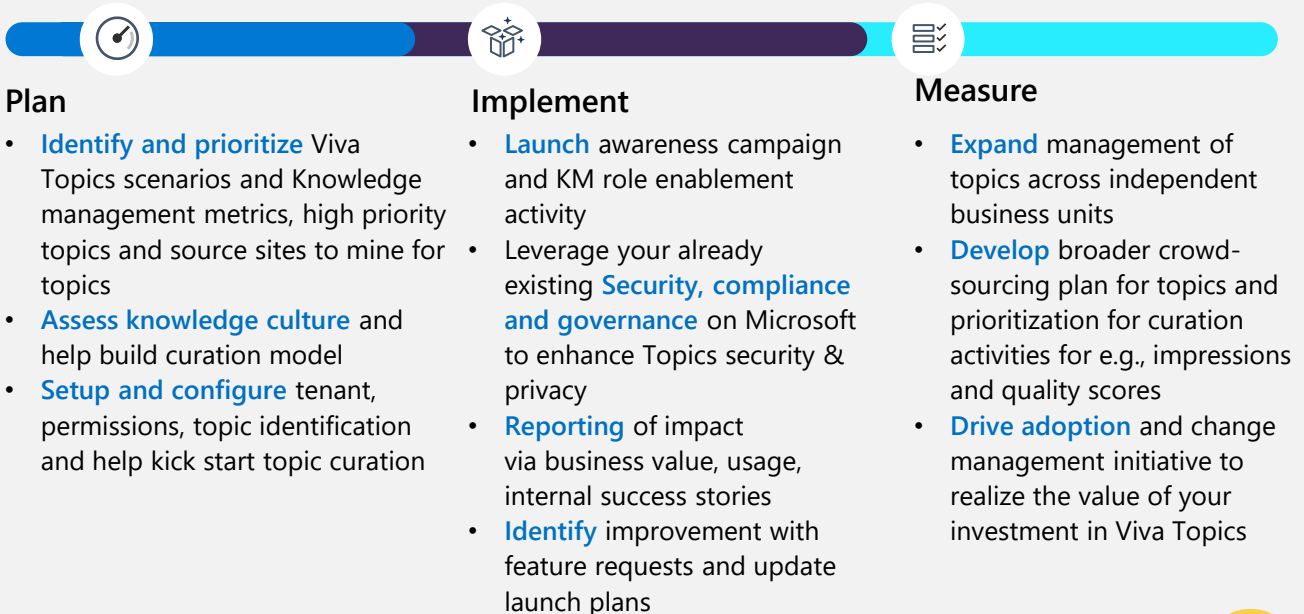 Plan
• Identify and prioritize Viva
Topics scenarios and Knowledge
management metrics, high priority
topics and source sites to mine for
topics
• Assess knowledge culture and
help build curation model
• Setup and configure tenant,
permissions, topic identification
and help kick start topic curation
Implement
• Launch awareness campaign
and KM role enablement
activity
• Leverage your already
existing Security, compliance
and governance on Microsoft
to enhance Topics security &
privacy
• Reporting of impact
via business value, usage,
internal success stories
• Identify improvement with
feature requests and update
launch plans
Measure
• Expand management of
topics across independent
business units
• Develop broader crowd-
sourcing plan for topics and
prioritization for curation
activities for e.g., impressions
and quality scores
• Drive adoption and change
management initiative to
realize the value of your
investment in Viva Topics